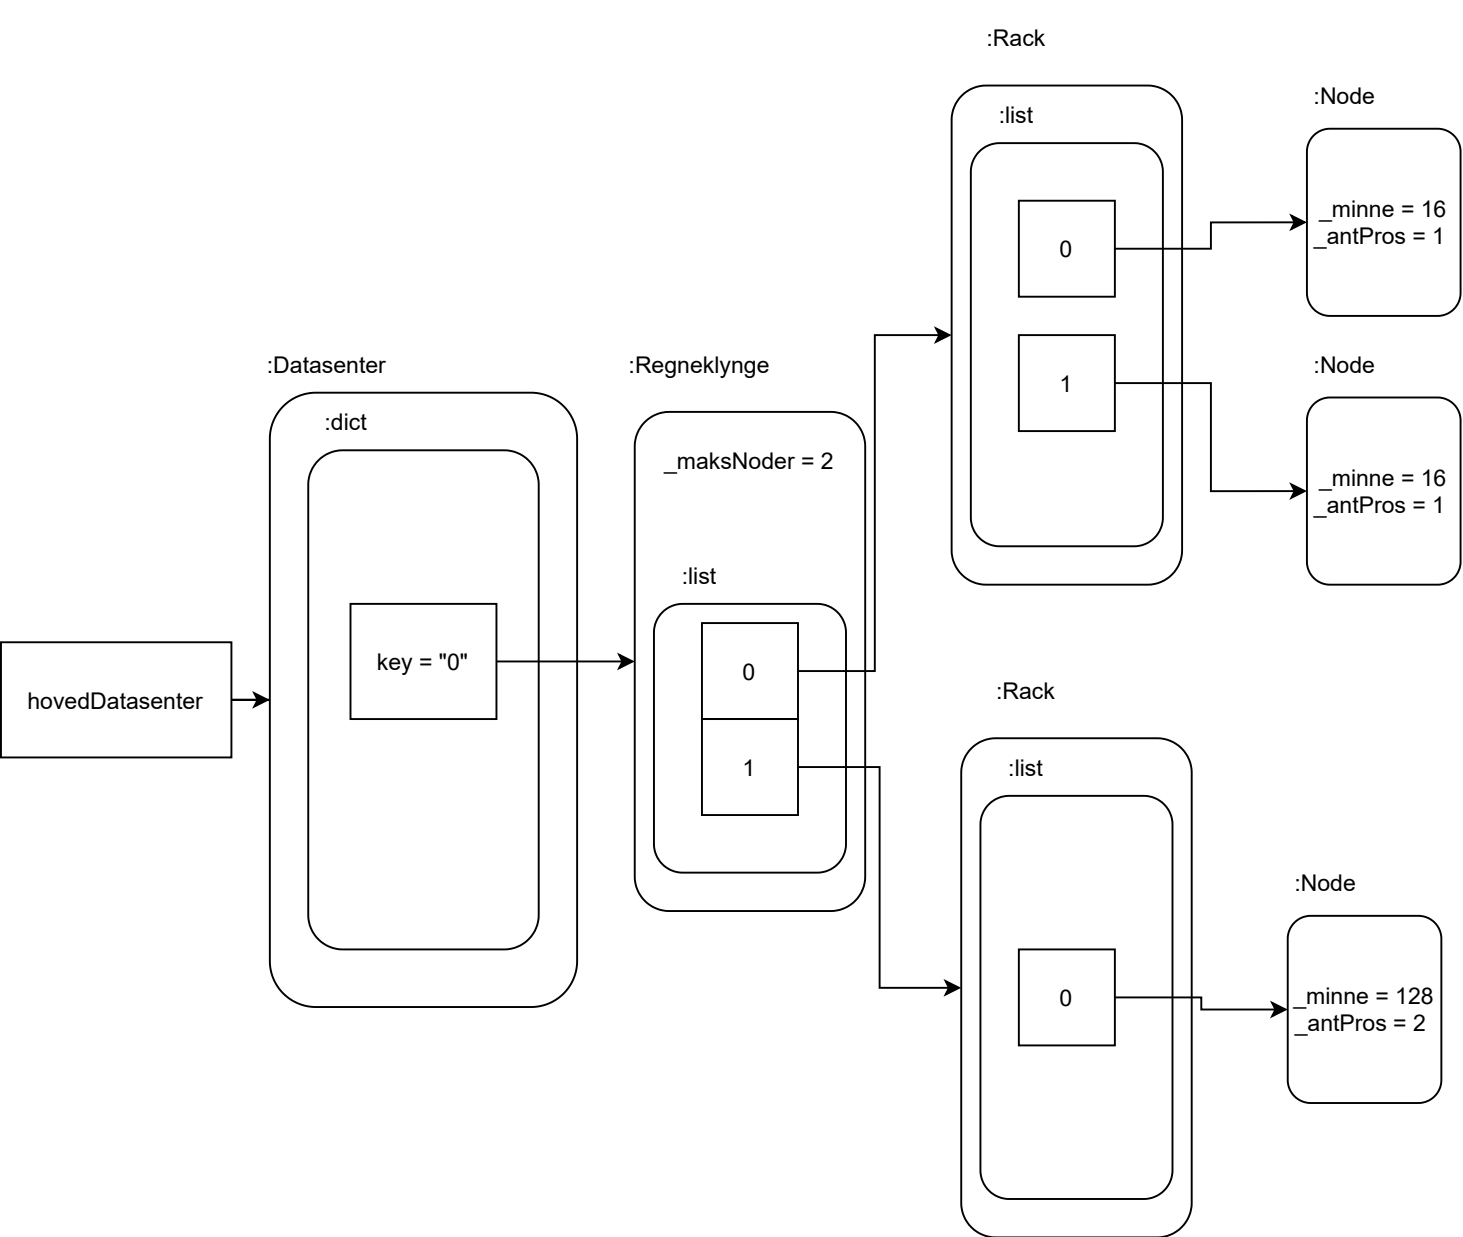 :Rack
:list
:Node
0
_minne = 16
_antPros = 1
1
:Node
_minne = 16
_antPros = 1
:Datasenter
:dict
key = "0"
hovedDatasenter
:Regneklynge
_maksNoder = 2
:list
0
1
:Rack
:list
0
:Node
_minne = 128
_antPros = 2